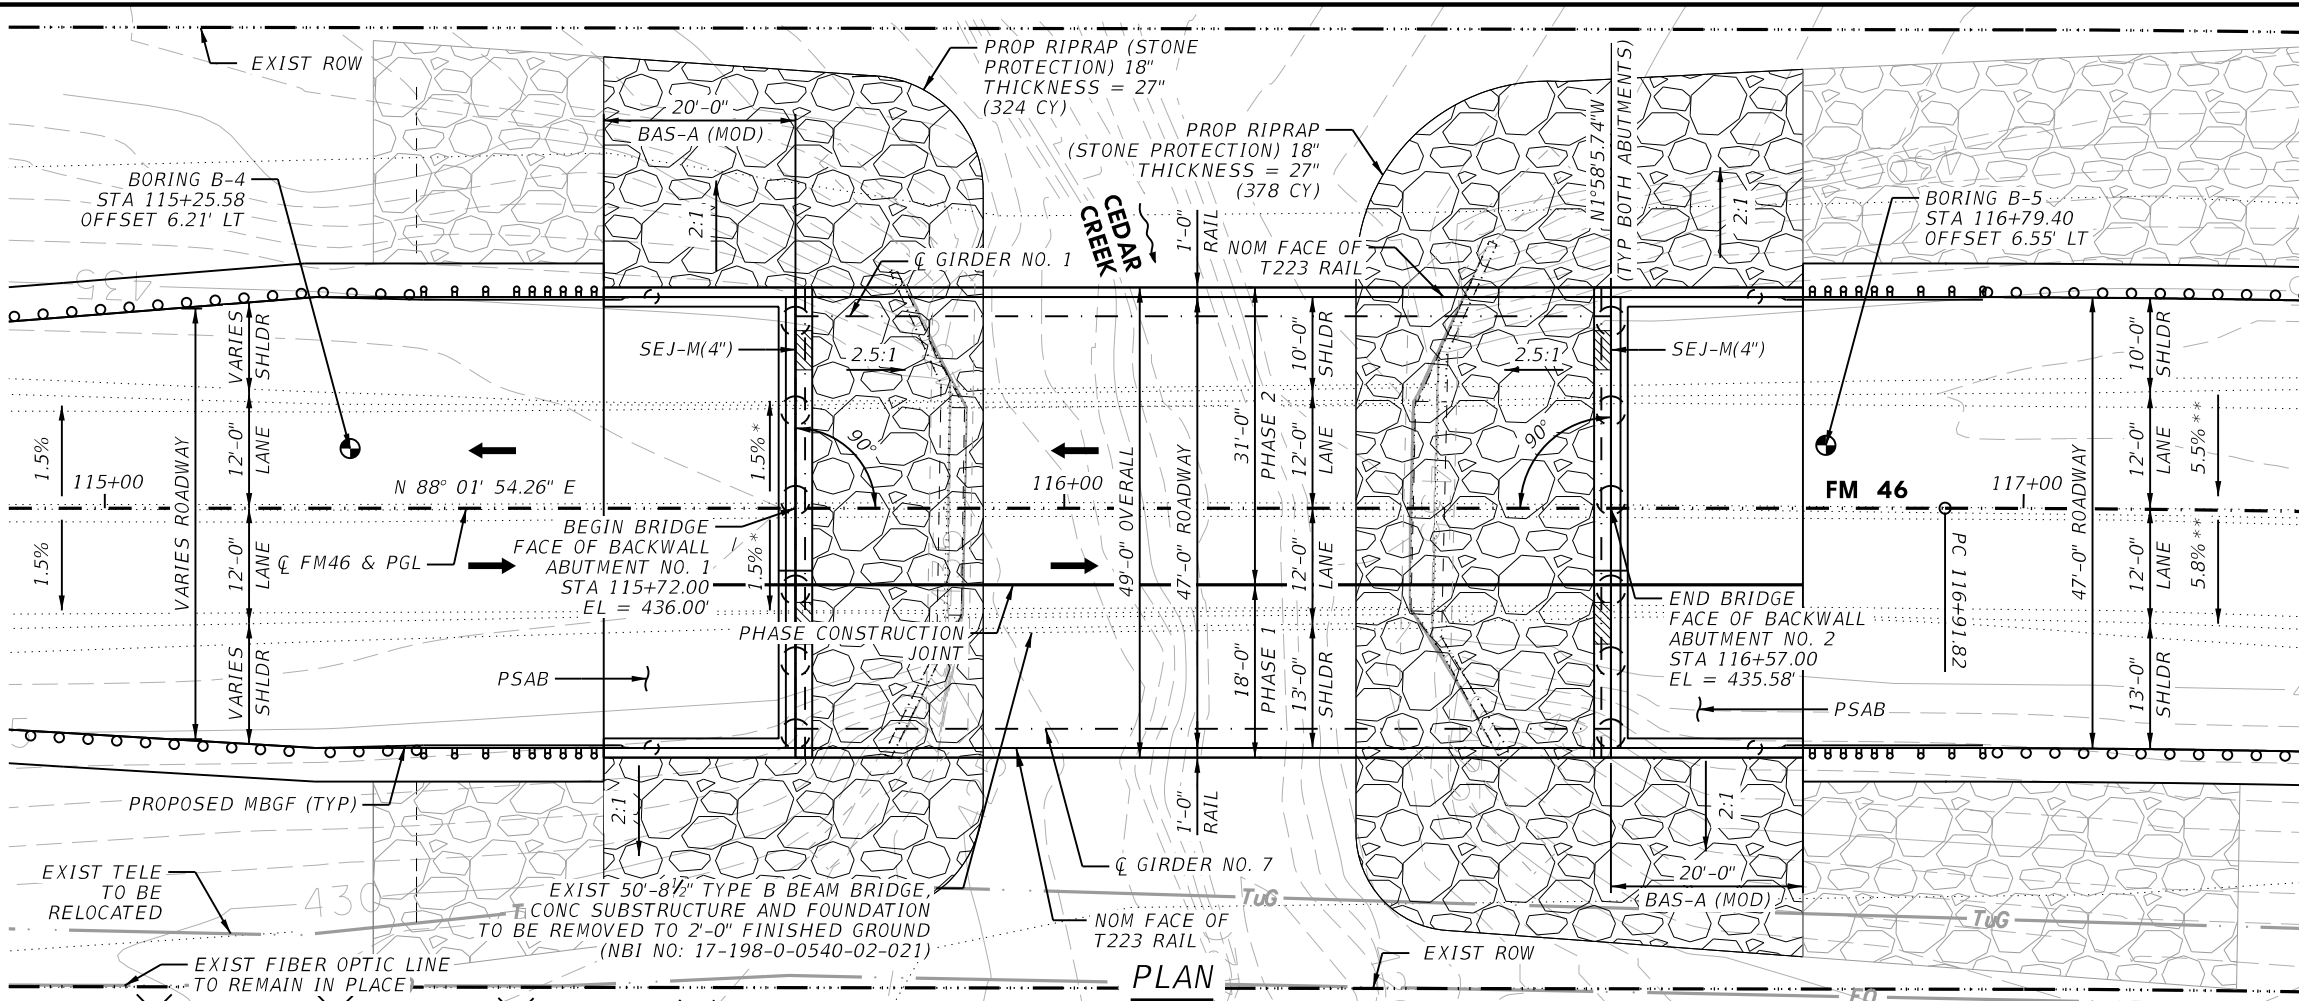 EXIST ROW
PROP RIPRAP (STONE
PROTECTION) 18"
THICKNESS = 27"
(324 CY)
20'-0"
BAS-A (MOD)
PROP RIPRAP
(STONE PROTECTION) 18"
THICKNESS = 27"
(378 CY)
N1°58'5.74"W
(TYP BOTH ABUTMENTS)
BORING B-4
STA 115+25.58
OFFSET 6.21' LT
2:1
CEDAR
CREEK
1'-0"
RAIL
NOM FACE OF
T223 RAIL
2:1
BORING B-5
STA 116+79.40
OFFSET 6.55' LT
435
℄ GIRDER NO. 1
VARIES
SHLDR
SEJ-M(4")
2.5:1
10'-0"
SHLDR
2.5:1
SEJ-M(4")
10'-0"
SHLDR
1.5%
VARIES ROADWAY
12'-0"
LANE
1.5%*
90°
31'-0"
PHASE 2
12'-0"
LANE
90°
47'-0" ROADWAY
12'-0"
LANE
5.5%**
115+00
N 88° 01' 54.26" E
116+00
FM 46
117+00
1.5%
12'-0"
LANE
℄ FM46 & PGL
BEGIN BRIDGE
FACE OF BACKWALL
ABUTMENT NO. 1
STA 115+72.00
EL = 436.00'
1.5%*
49'-0" OVERALL
47'-0" ROADWAY
12'-0"
LANE
END BRIDGE
FACE OF BACKWALL
ABUTMENT NO. 2
STA 116+57.00
EL = 435.58'
PC 116+91.82
12'-0"
LANE
5.8%**
PHASE CONSTRUCTION
JOINT
VARIES
SHLDR
PSAB
18'-0"
PHASE 1
13'-0"
SHLDR
PSAB
13'-0"
SHLDR
PROPOSED MBGF (TYP)
2:1
1'-0"
RAIL
2:1
℄ GIRDER NO. 7
20'-0"
BAS-A (MOD)
EXIST TELE
TO BE
RELOCATED
430
EXIST 50'-8½" TYPE B BEAM BRIDGE,
CONC SUBSTRUCTURE AND FOUNDATION
TO BE REMOVED TO 2'-0" FINISHED GROUND
(NBI NO: 17-198-0-0540-02-021)
TuG
TuG
NOM FACE OF
T223 RAIL
EXIST ROW
EXIST FIBER OPTIC LINE
TO REMAIN IN PLACE
PLAN
FO